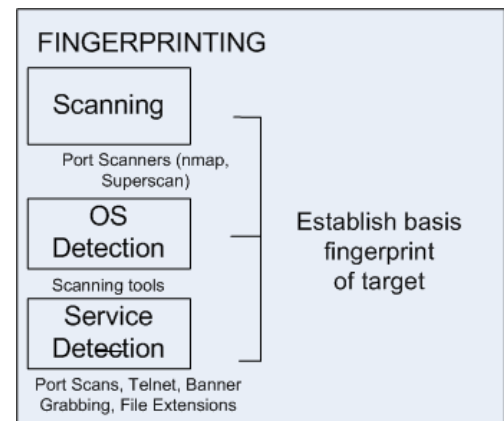 FINGERPRINTING
Scanning
Port Scanners (nmap,
Superscan)
OS
Detection
Scanning tools
Service
Detection
Port Scans, Telnet, Banner
Grabbing, File Extensions
Establish basis
fingerprint
of target